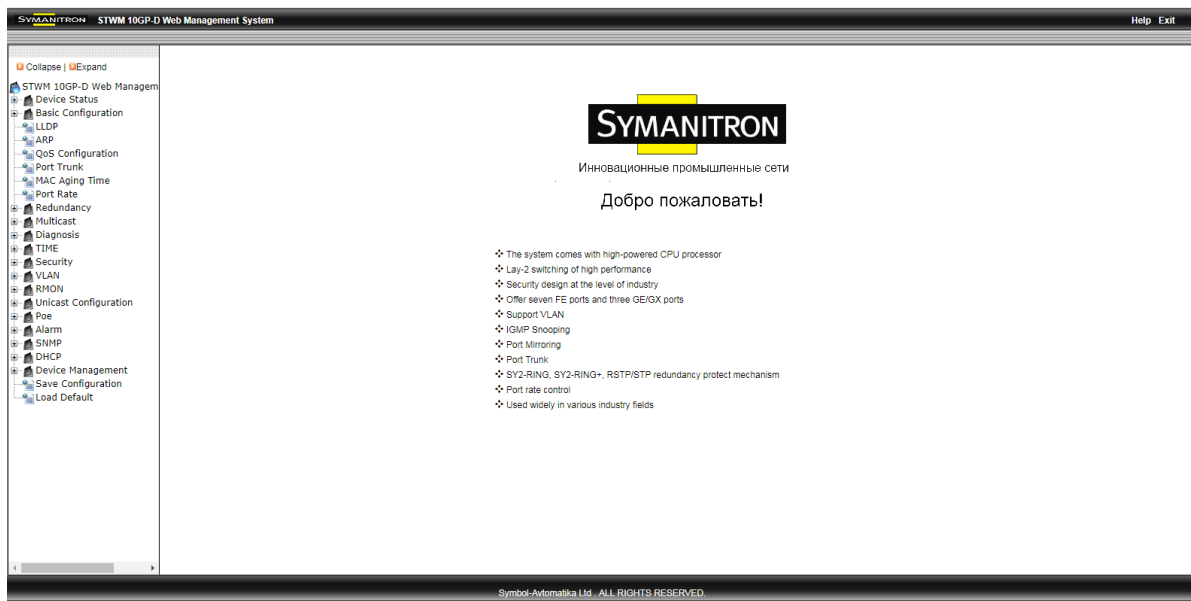 SYMANITRON STWM 10GP-D Web Management System
Help Exit
Collapse | Expand
STWM 10GP-D Web Managem
Device Status
Basic Configuration
LLDP
ARP
QoS Configuration
Port Trunk
MAC Aging Time
Port Rate
Redundancy
Multicast
Diagnosis
TIME
Security
VLAN
RMON
Unicast Configuration
Poe
Alarm
SNMP
DHCP
Device Management
Save Configuration
Load Default
SYMANITRON
Инновационные промышленные сети
Добро пожаловать!
The system comes with high-powered CPU processor
Lay-2 switching of high performance
Security design at the level of industry
Offer seven FE ports and three GE/GX ports
Support VLAN
IGMP Snooping
Port Mirroring
Port Trunk
SY2-RING, SY2-RING+, RSTP/STP redundancy protect mechanism
Port rate control
Used widely in various industry fields
Symbol-Avtomatika Ltd . ALL RIGHTS RESERVED.